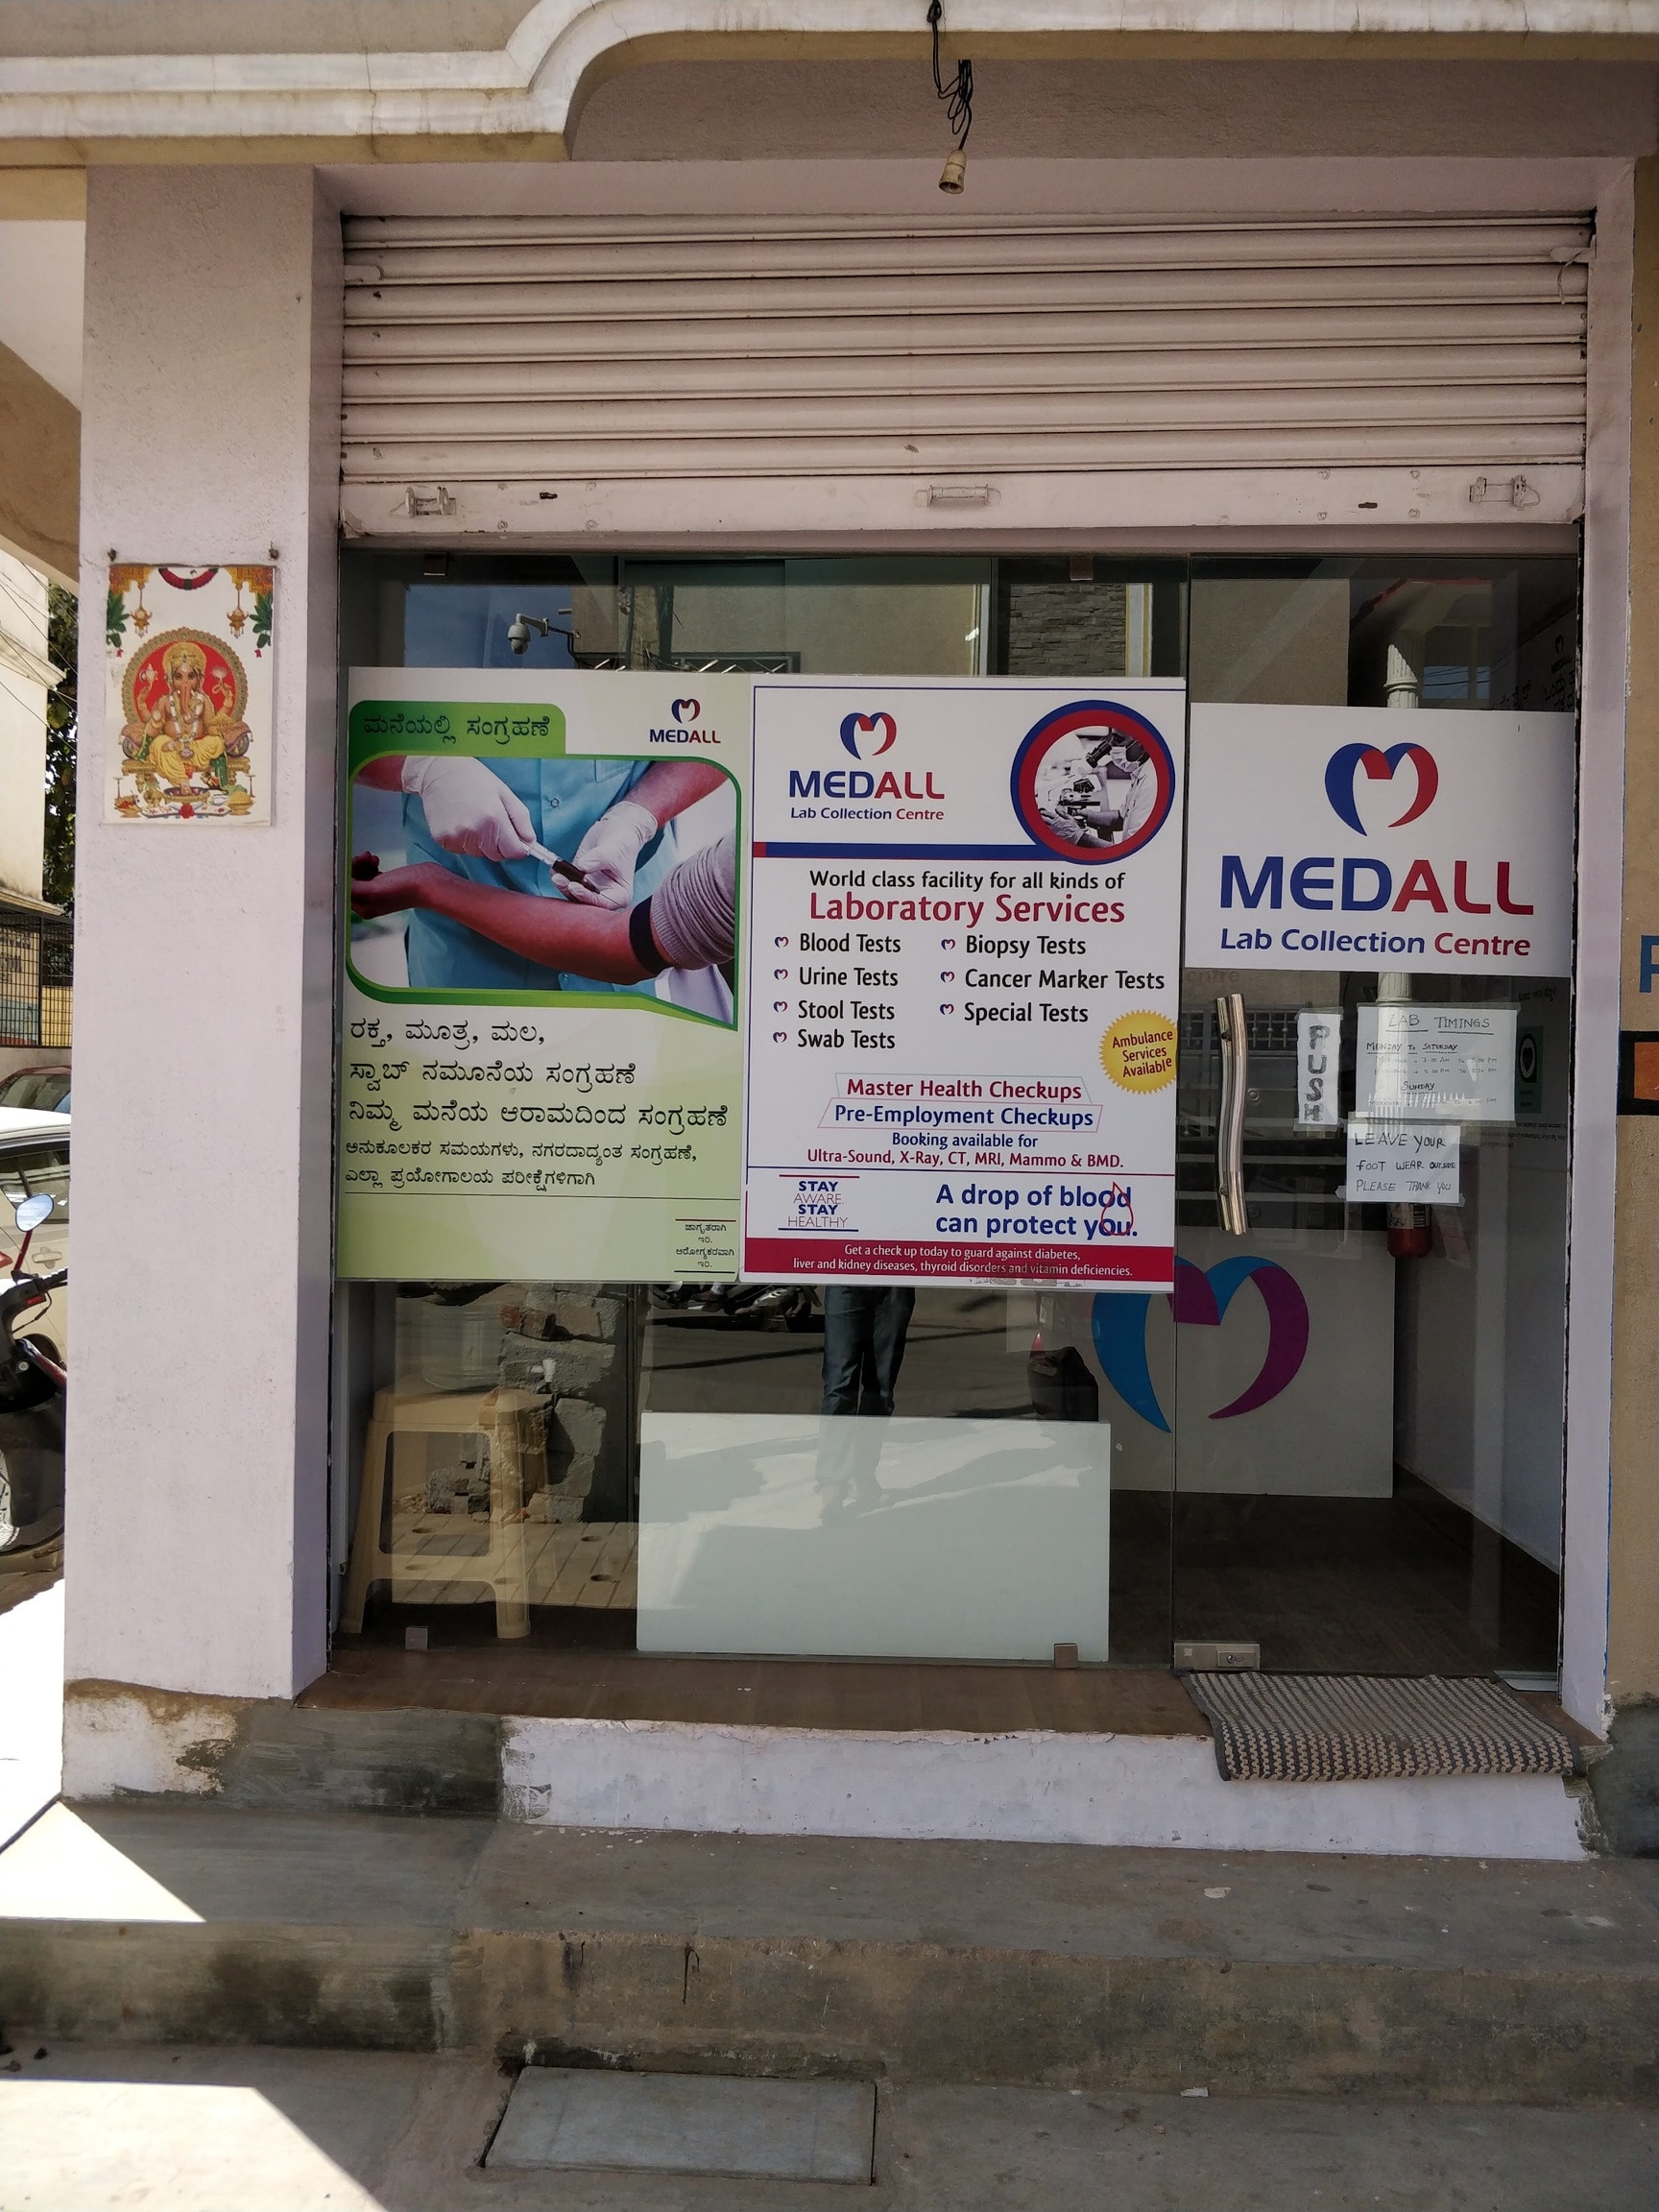 ಮನೆಯಲ್ಲಿ ಸಂಗ್ರಹಣೆ
MEDALL
ರಕ್ತ, ಮೂತ್ರ, ಮಲ,
ಸ್ವಾಬ್ ನಮೂನೆಯ ಸಂಗ್ರಹಣೆ
ನಿಮ್ಮ ಮನೆಯ ಆರಾಮದಿಂದ ಸಂಗ್ರಹಣೆ
ಅನುಕೂಲಕರ ಸಮಯಗಳು, ನಗರದಾದ್ಯಂತ ಸಂಗ್ರಹಣೆ,
ಎಲ್ಲಾ ಪ್ರಯೋಗಾಲಯ ಪರೀಕ್ಷೆಗಳಿಗಾಗಿ
ಜಾಗೃತರಾಗಿ
ಇರಿ.
ಆರೋಗ್ಯಕರವಾಗಿ
ಇರಿ.
MEDALL
Lab Collection Centre
World class facility for all kinds of
Laboratory Services
Blood Tests
Urine Tests
Stool Tests
Swab Tests
Biopsy Tests
Cancer Marker Tests
Special Tests
Ambulance
Services
Available
Master Health Checkups
Pre-Employment Checkups
Booking available for
Ultra-Sound, X-Ray, CT, MRI, Mammo & BMD.
STAY
AWARE.
STAY
HEALTHY
A drop of blood
can protect you.
Get a check up today to guard against diabetes,
liver and kidney diseases, thyroid disorders and vitamin deficiencies.
MEDALL
Lab Collection Centre
PUSH
LAB TIMINGS
MONDAY To SATURDAY
SUNDAY
LEAVE YOUR
FOOT WEAR OUTSIDE
PLEASE THANK YOU